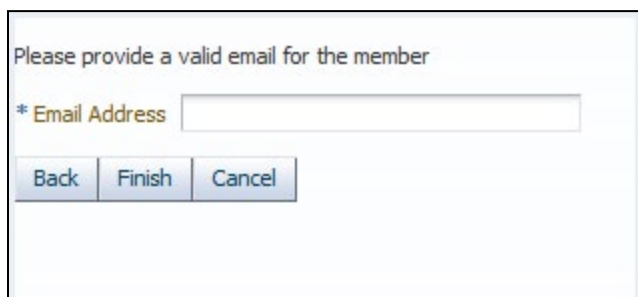 Please provide a valid email for the member
* Email Address
Back Finish Cancel